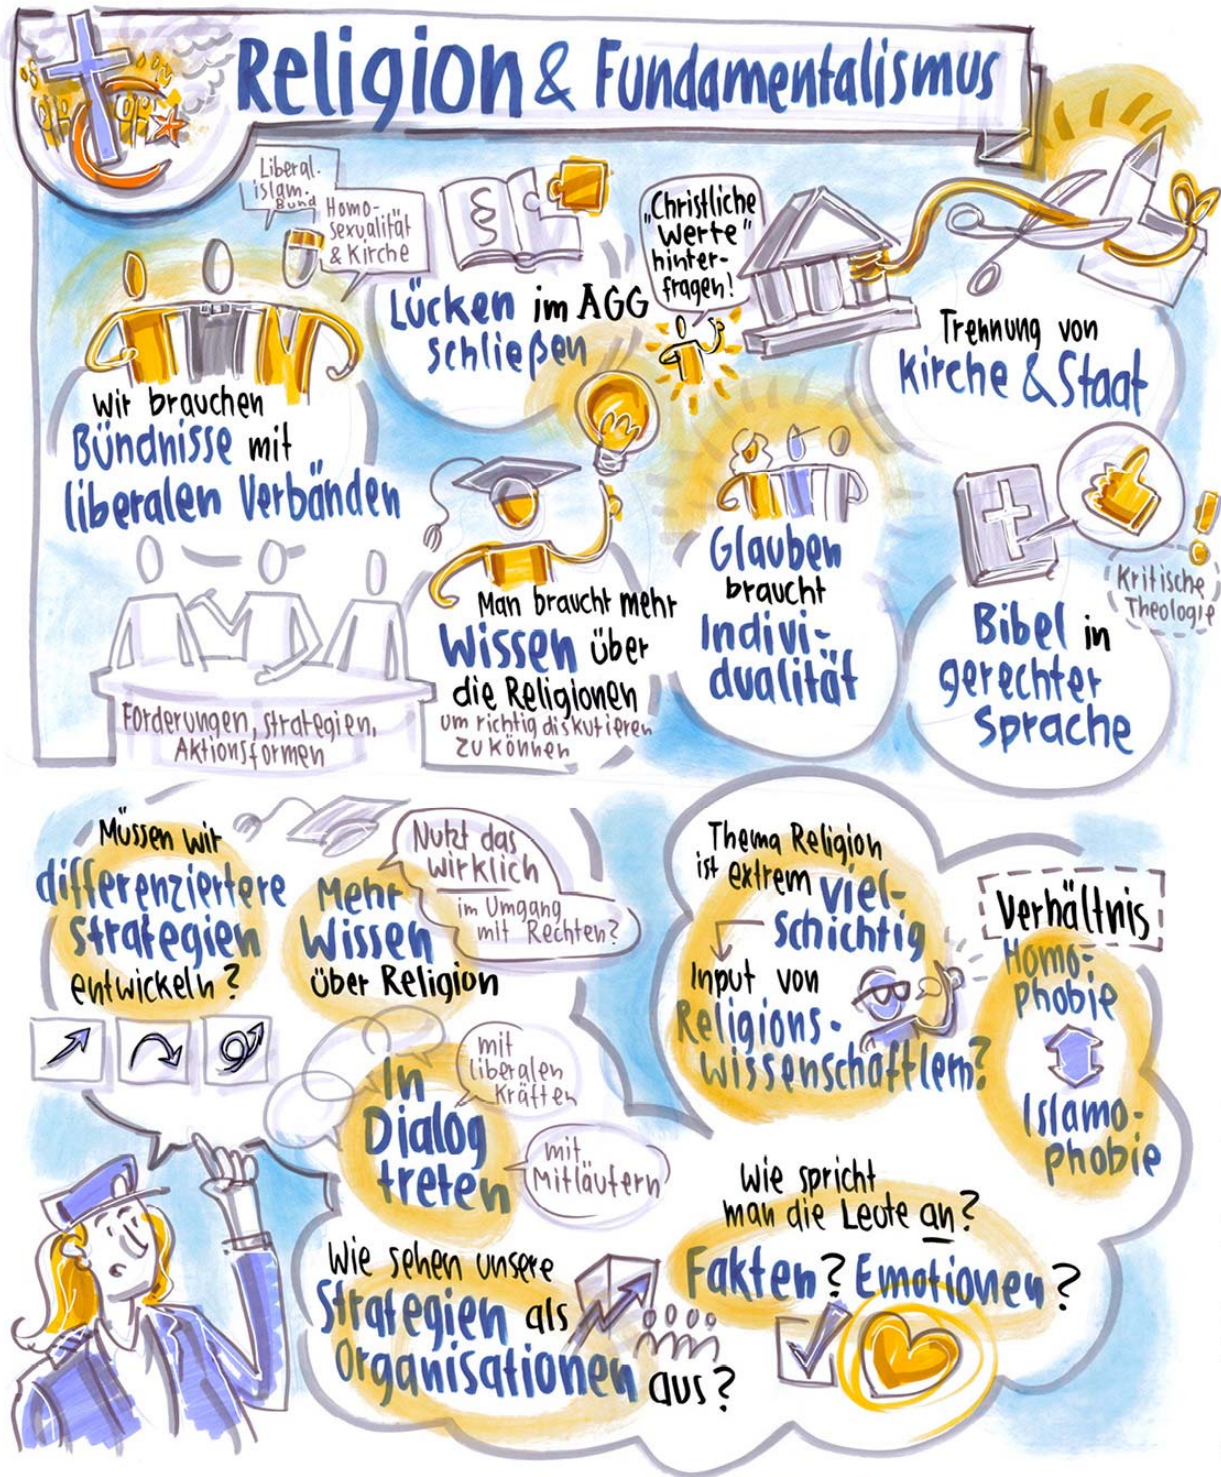 Religion & Fundamentalismus
Liberal.
islam.
Bund
Homo-
sexualität
& Kirche
Wir brauchen
Bündnisse mit
liberalen Verbänden
§
Lücken im AGG
schließen
„Christliche
Werte"
hinter-
fragen!
Trennung von
Kirche & Staat
Forderungen, Strategien,
Aktionsformen
Man braucht mehr
Wissen über
die Religionen
um richtig diskutieren
zu können
Glauben
braucht
Indivi-
dualität
Kritische
Theologie
Bibel in
gerechter
Sprache
Müssen wir
differenziertere
Strategien
entwickeln?
Mehr
Wissen
über Religion
Nutzt das
wirklich
im Umgang
mit Rechten?
In
Dialog
treten
mit
liberalen
Kräften
mit
Mitläufern
Wie sehen unsere
Strategien als
Organisationen aus?
Thema Religion
ist extrem viel-
schichtig
Input von
Religions-
wissenschaftlern?
Verhältnis
Homo-
phobie
Islamo-
phobie
Wie spricht
man die Leute an?
Fakten? Emotionen?